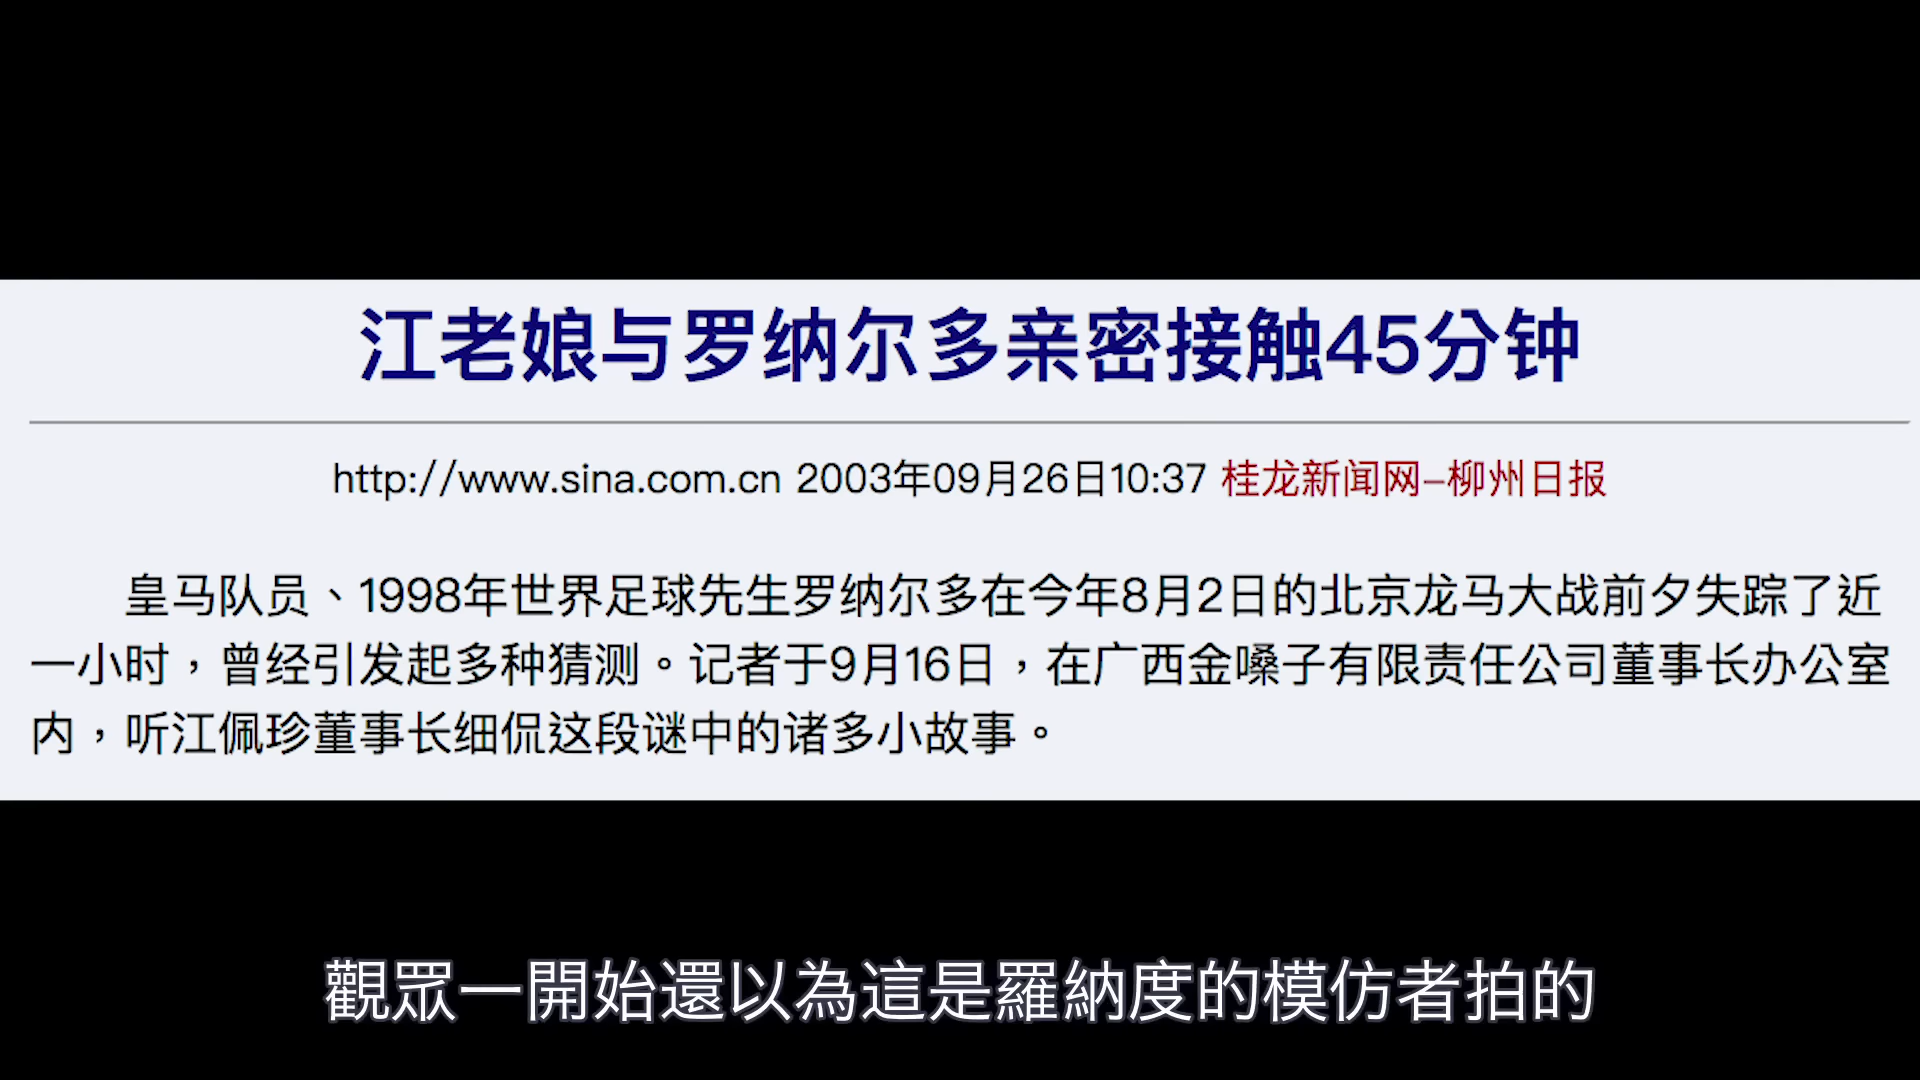 江老娘与罗纳尔多亲密接触45分钟
http://www.sina.com.cn 2003年09月26日10:37 桂龙新闻网-柳州日报
皇马队员、1998年世界足球先生罗纳尔多在今年8月2日的北京龙马大战前夕失踪了近
一小时，曾经引发起多种猜测。记者于9月16日，在广西金嗓子有限责任公司董事长办公室
内，听江佩珍董事长细侃这段谜中的诸多小故事。
觀眾一開始還以為這是羅納度的模仿者拍的